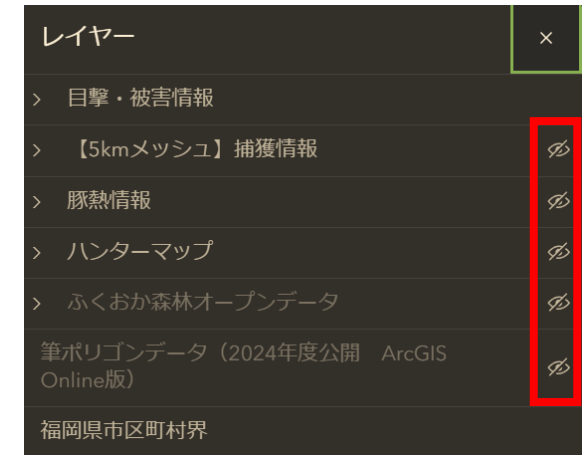 レイヤー
目撃・被害情報
【5kmメッシュ】捕獲情報
豚熱情報
ハンターマップ
ふくおか森林オープンデータ
筆ポリゴンデータ（2024年度公開　ArcGIS
Online版）
福岡県市区町村界